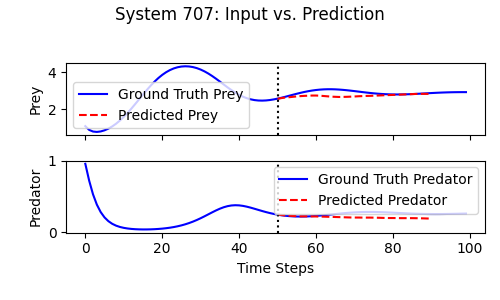 System 707: Input vs. Prediction
4
2
Prey
Ground Truth Prey
Predicted Prey
1
0
Predator
Ground Truth Predator
Predicted Predator
0
20
40
60
80
100
Time Steps